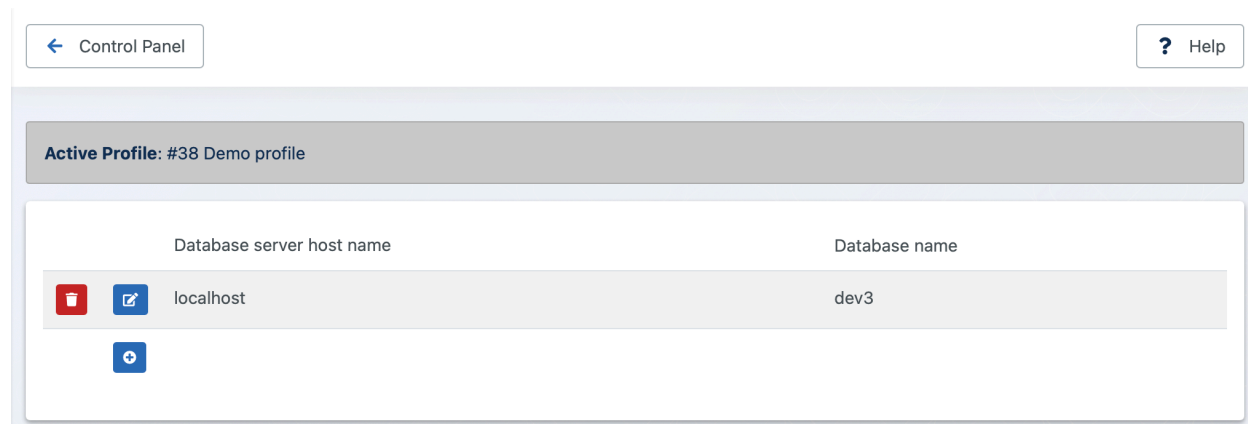 Control Panel
? Help
Active Profile: #38 Demo profile
Database server host name Database name
localhost dev3